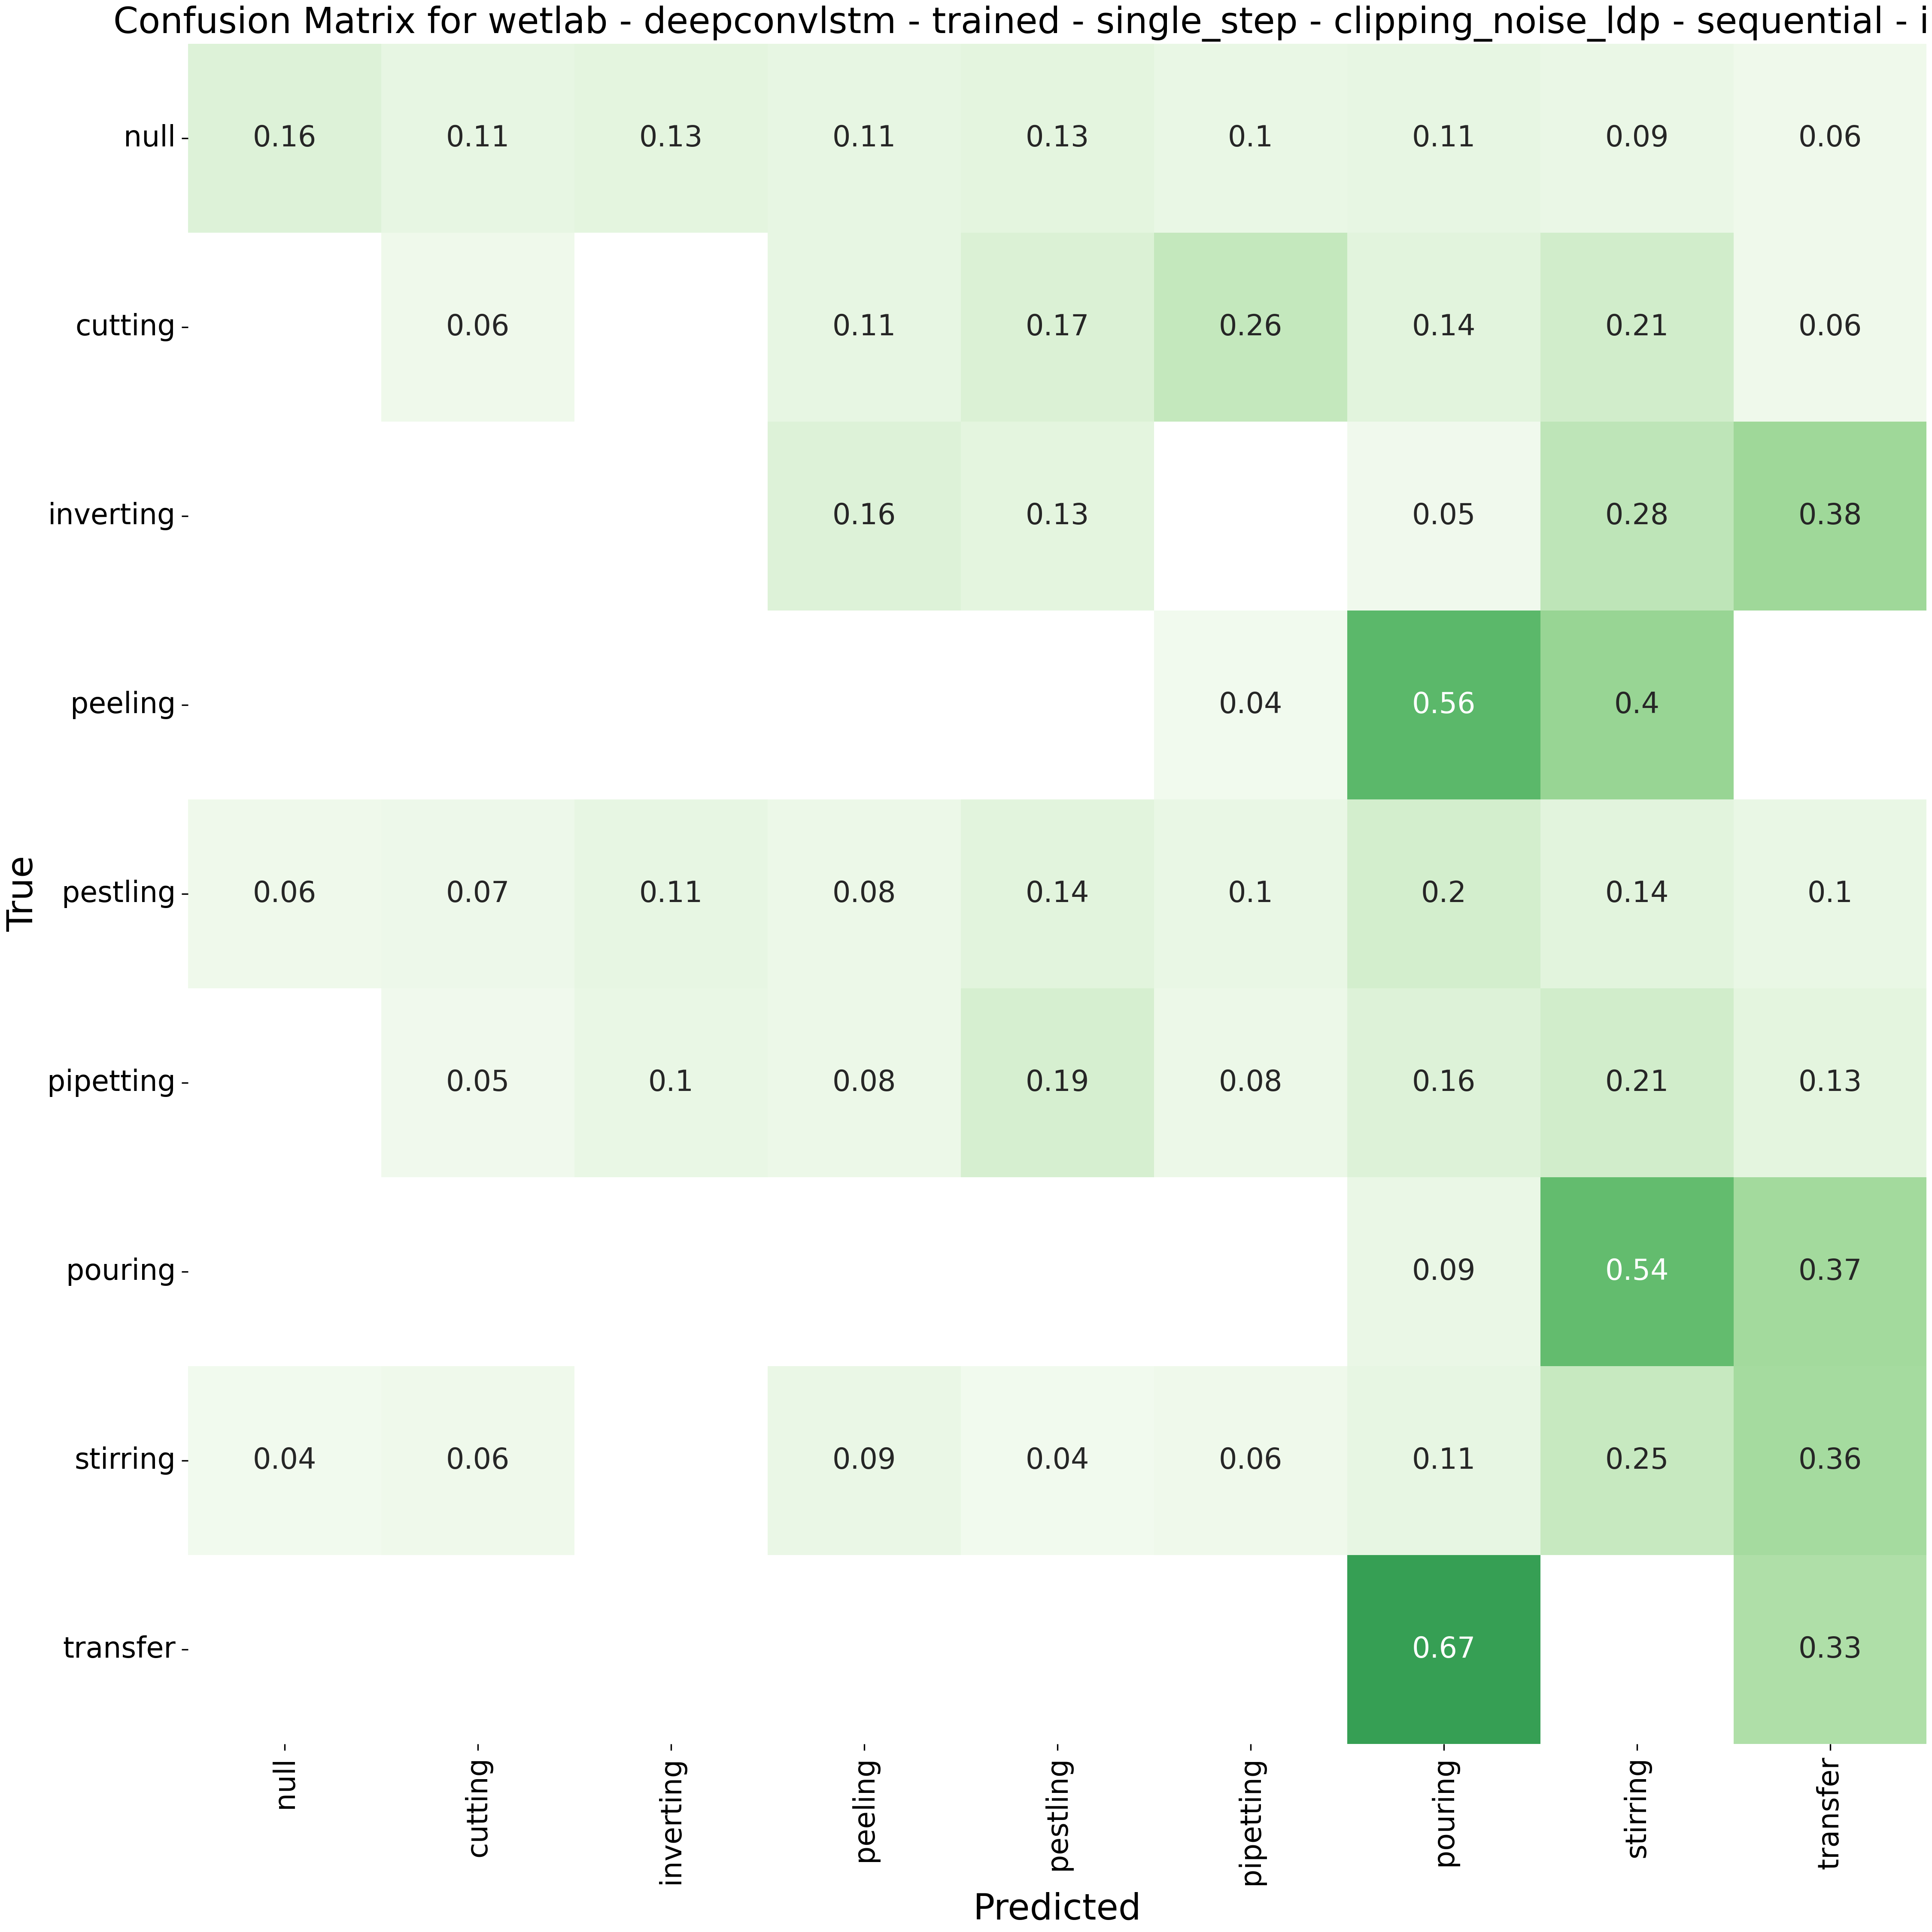 Confusion Matrix for wetlab - deepconvlstm - trained - single_step - clipping_noise_ldp - sequential - i
null 0.16 0.11 0.13 0.11 0.13 0.1 0.11 0.09 0.06
cutting 0.06 0.11 0.17 0.26 0.14 0.21 0.06
inverting 0.16 0.13 0.05 0.28 0.38
peeling 0.04 0.56 0.4
True
pestling 0.06 0.07 0.11 0.08 0.14 0.1 0.2 0.14 0.1
pipetting 0.05 0.1 0.08 0.19 0.08 0.16 0.21 0.13
pouring 0.09 0.54 0.37
stirring 0.04 0.06 0.09 0.04 0.06 0.11 0.25 0.36
transfer 0.67 0.33
null cutting inverting peeling pestling pipetting pouring stirring transfer
Predicted